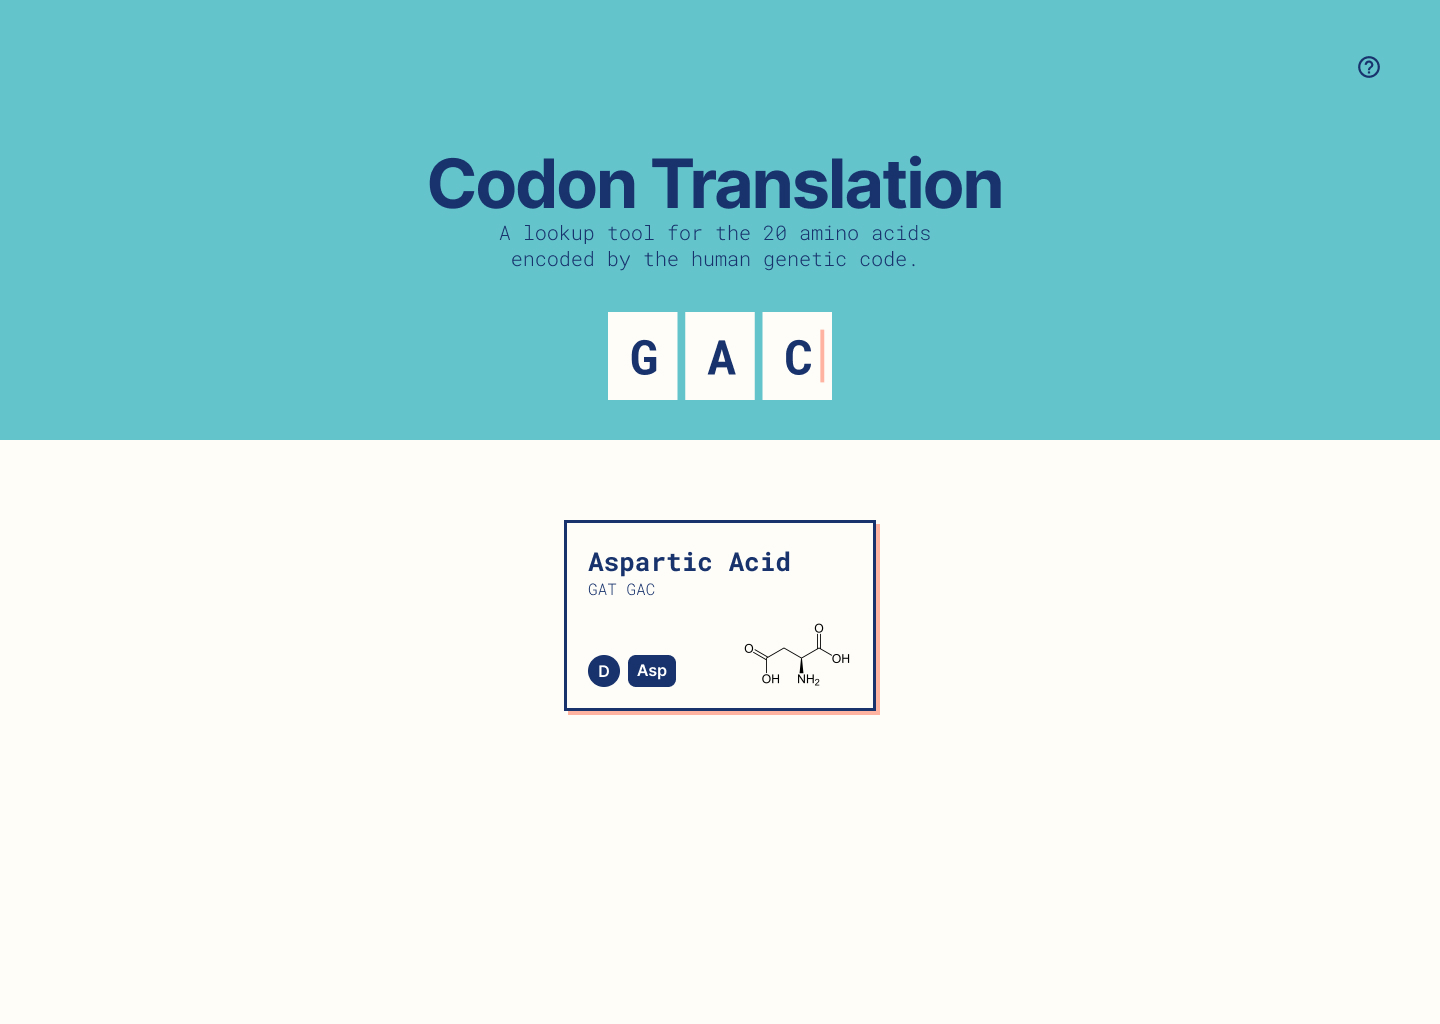 Codon Translation
A lookup tool for the 20 amino acids
encoded by the human genetic code.
G A C
Aspartic Acid
GAT GAC
D Asp
O
O
OH
OH NH2